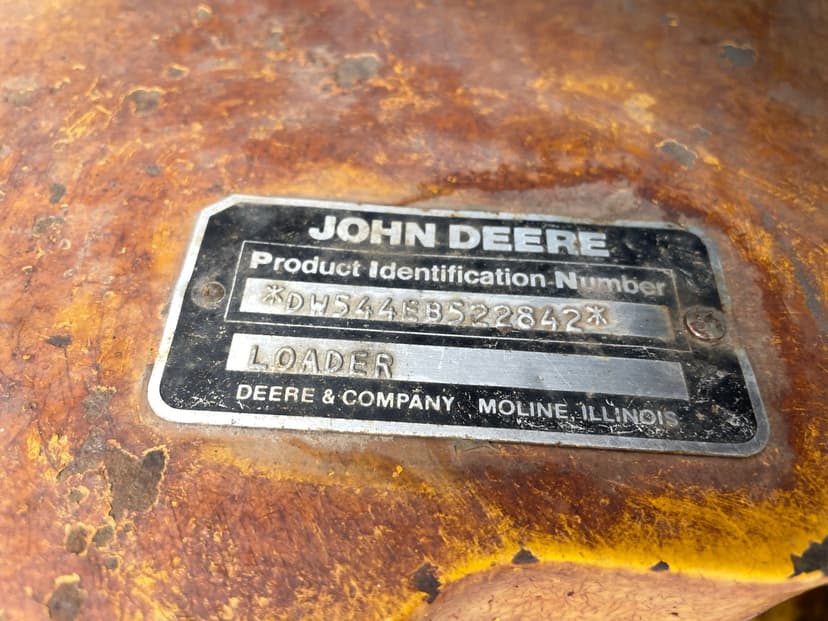 JOHN DEERE
Product Identification Number
*DW544EB522842*
LOADER
DEERE & COMPANY MOLINE, ILLINOIS